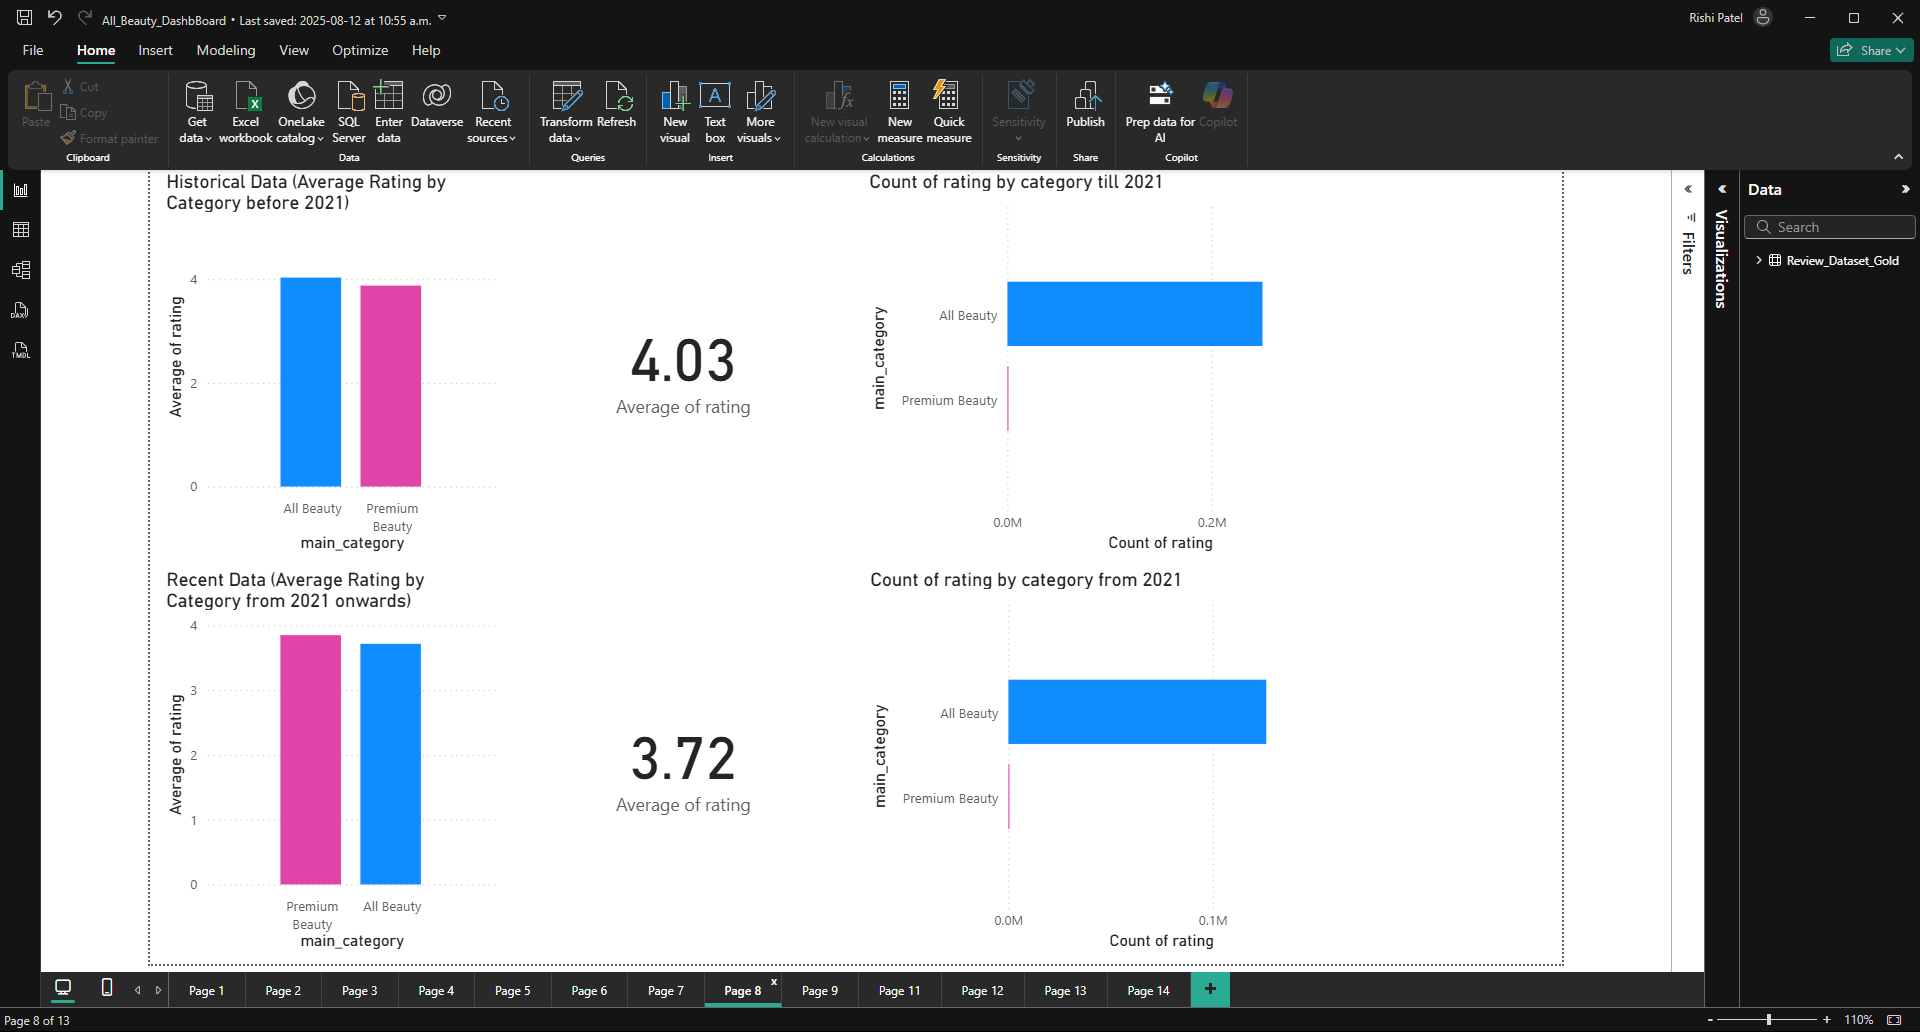 All_Beauty_DashbBoard • Last saved: 2025-08-12 at 10:55 a.m.
Rishi Patel
File Home Insert Modeling View Optimize Help
Share
Paste
Cut
Copy
Format painter
Clipboard
Get data
Excel workbook
OneLake catalog
SQL Server
Enter data
Dataverse
Recent sources
Data
Transform data
Refresh
Queries
New visual
Text box
More visuals
Insert
New visual calculation
New measure
Quick measure
Calculations
Sensitivity
Sensitivity
Publish
Share
Prep data for AI
Copilot
Copilot
DAX
TMDL
Historical Data (Average Rating by
Category before 2021)
4
2
0
Average of rating
All Beauty
Premium
Beauty
main_category
4.03
Average of rating
Count of rating by category till 2021
main_category
All Beauty
Premium Beauty
0.0M
0.2M
Count of rating
Recent Data (Average Rating by
Category from 2021 onwards)
4
3
2
1
0
Average of rating
Premium
Beauty
All Beauty
main_category
3.72
Average of rating
Count of rating by category from 2021
main_category
All Beauty
Premium Beauty
0.0M
0.1M
Count of rating
Filters
Visualizations
Data
Search
Review_Dataset_Gold
Page 1
Page 2
Page 3
Page 4
Page 5
Page 6
Page 7
Page 8
Page 9
Page 11
Page 12
Page 13
Page 14
Page 8 of 13
110%